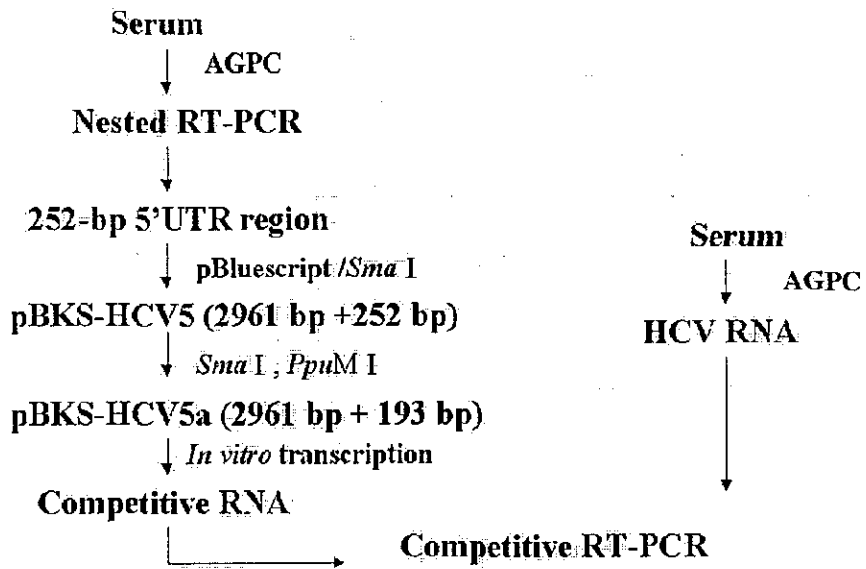 Serum
AGPC
Nested RT-PCR
252-bp 5'UTR region
pBluescript /Sma I
pBKS-HCV5 (2961 bp +252 bp)
Sma I , PpuM I
pBKS-HCV5a (2961 bp + 193 bp)
In vitro transcription
Competitive RNA
Serum
AGPC
HCV RNA
Competitive RT-PCR